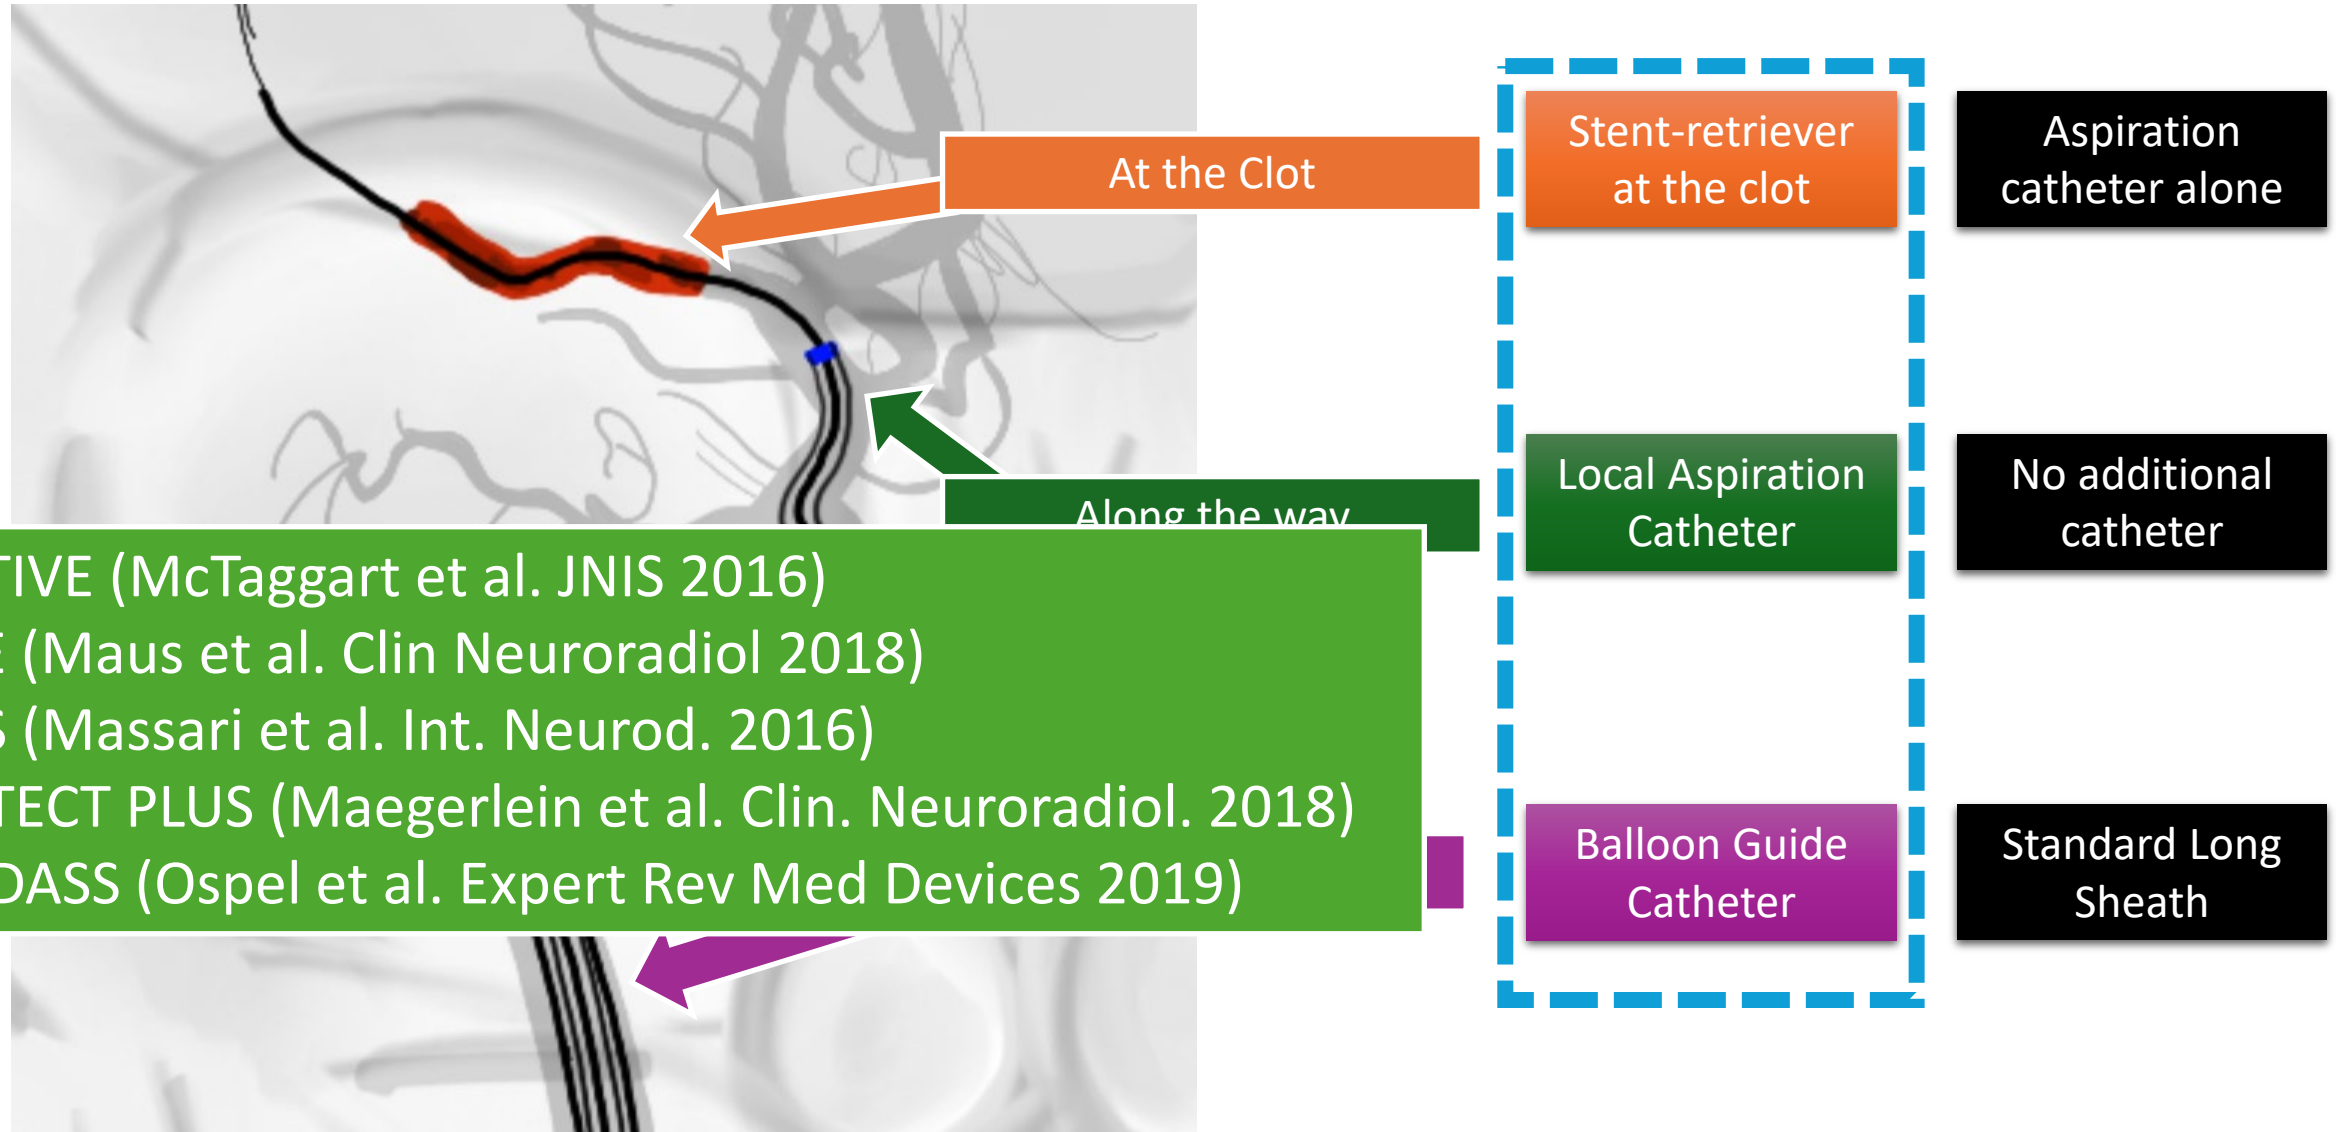 At the Clot
Along the way
TIVE (McTaggart et al. JNIS 2016)
(Maus et al. Clin Neuroradiol 2018)
(Massari et al. Int. Neurod. 2016)
TECT PLUS (Maegerlein et al. Clin. Neuroradiol. 2018)
DASS (Ospel et al. Expert Rev Med Devices 2019)
Stent-retriever
at the clot
Aspiration
catheter alone
Local Aspiration
Catheter
No additional
catheter
Balloon Guide
Catheter
Standard Long
Sheath